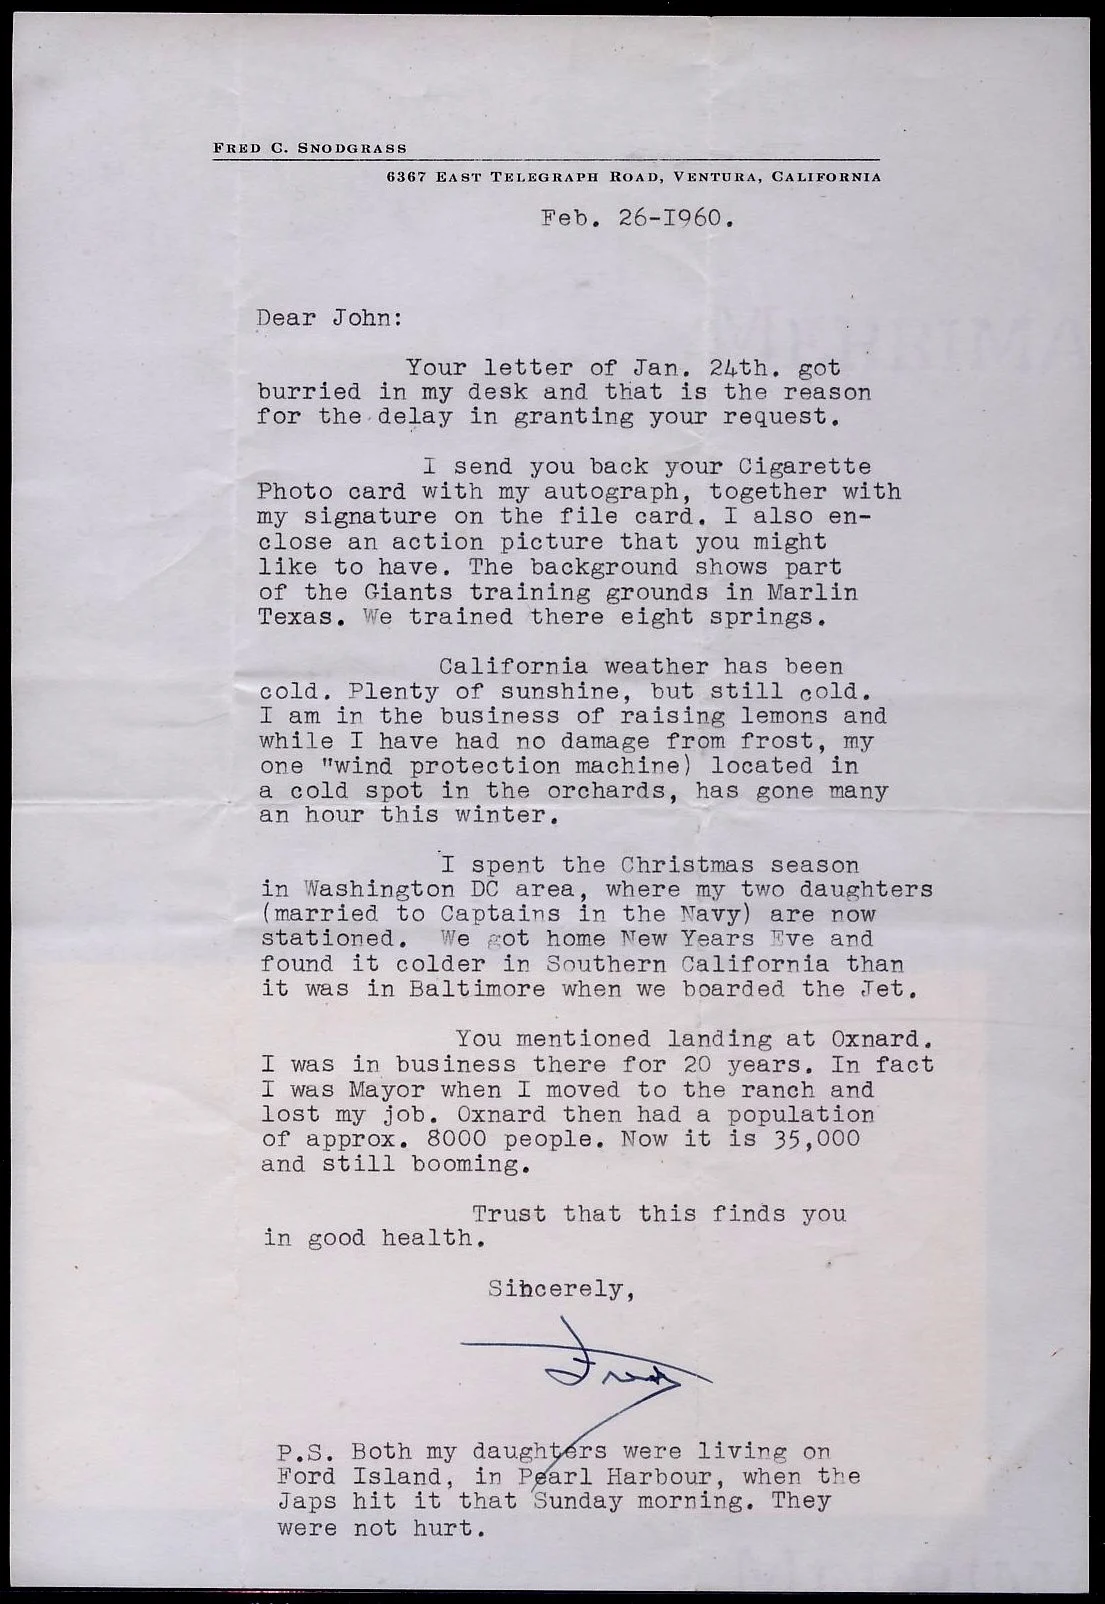 FRED C. SNODGRASS
6367 EAST TELEGRAPH ROAD, VENTURA, CALIFORNIA
Feb. 26-I960.
Dear John:
Your letter of Jan. 24th. got
burried in my desk and that is the reason
for the delay in granting your request.
I send you back your Cigarette
Photo card with my autograph, together with
my signature on the file card. I also en-
close an action picture that you might
like to have. The background shows part
of the Giants training grounds in Marlin
Texas. We trained there eight springs.
California weather has been
cold. Plenty of sunshine, but still cold.
I am in the business of raising lemons and
while I have had no damage from frost, my
one "wind protection machine) located in
a cold spot in the orchards, has gone many
an hour this winter.
I spent the Christmas season
in Washington DC area, where my two daughters
(married to Captains in the Navy) are now
stationed. We got home New Years Eve and
found it colder in Southern California than
it was in Baltimore when we boarded the Jet.
You mentioned landing at Oxnard.
I was in business there for 20 years. In fact
I was Mayor when I moved to the ranch and
lost my job. Oxnard then had a population
of approx. 8000 people. Now it is 35,000
and still booming.
Trust that this finds you
in good health.
Sincerely,
Fred
P.S. Both my daughters were living on
Ford Island, in Pearl Harbour, when the
Japs hit it that Sunday morning. They
were not hurt.